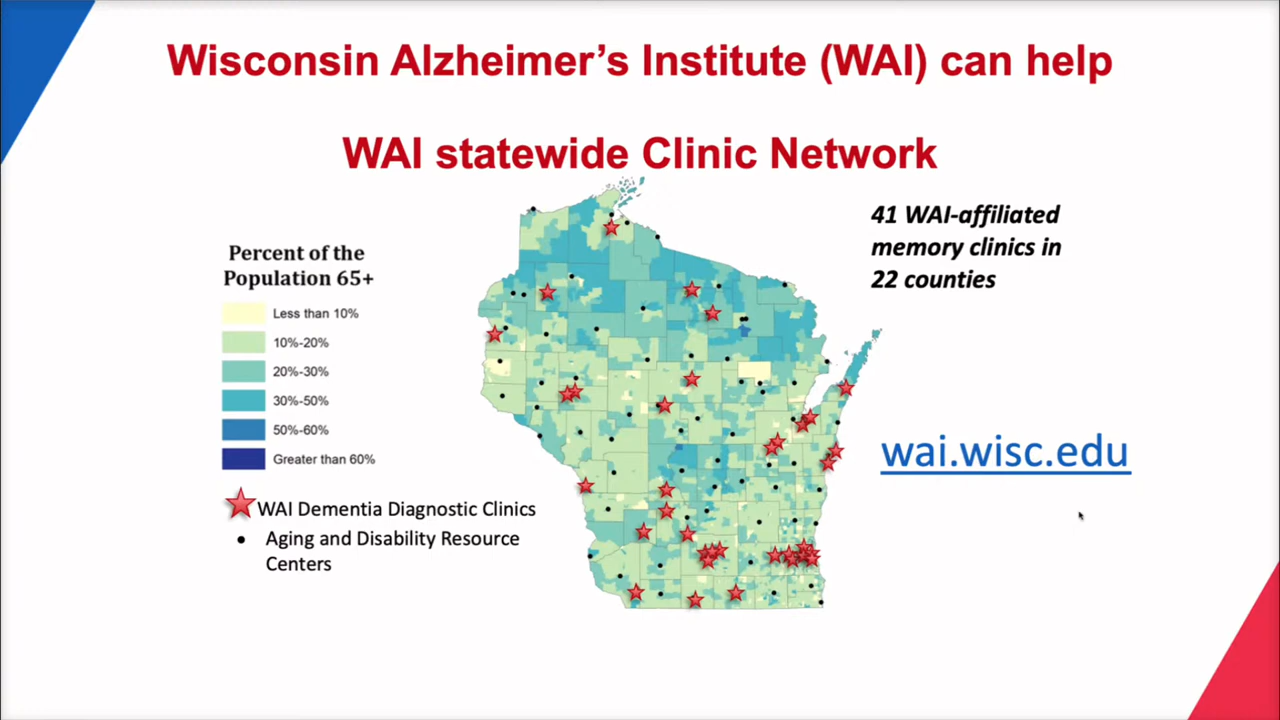 Wisconsin Alzheimer’s Institute (WAI) can help
WAI statewide Clinic Network
41 WAI-affiliated
memory clinics in
22 counties
Percent of the
Population 65+
Less than 10%
10%-20%
20%-30%
30%-50%
50%-60%
Greater than 60%
WAI Dementia Diagnostic Clinics
• Aging and Disability Resource
Centers
wai.wisc.edu